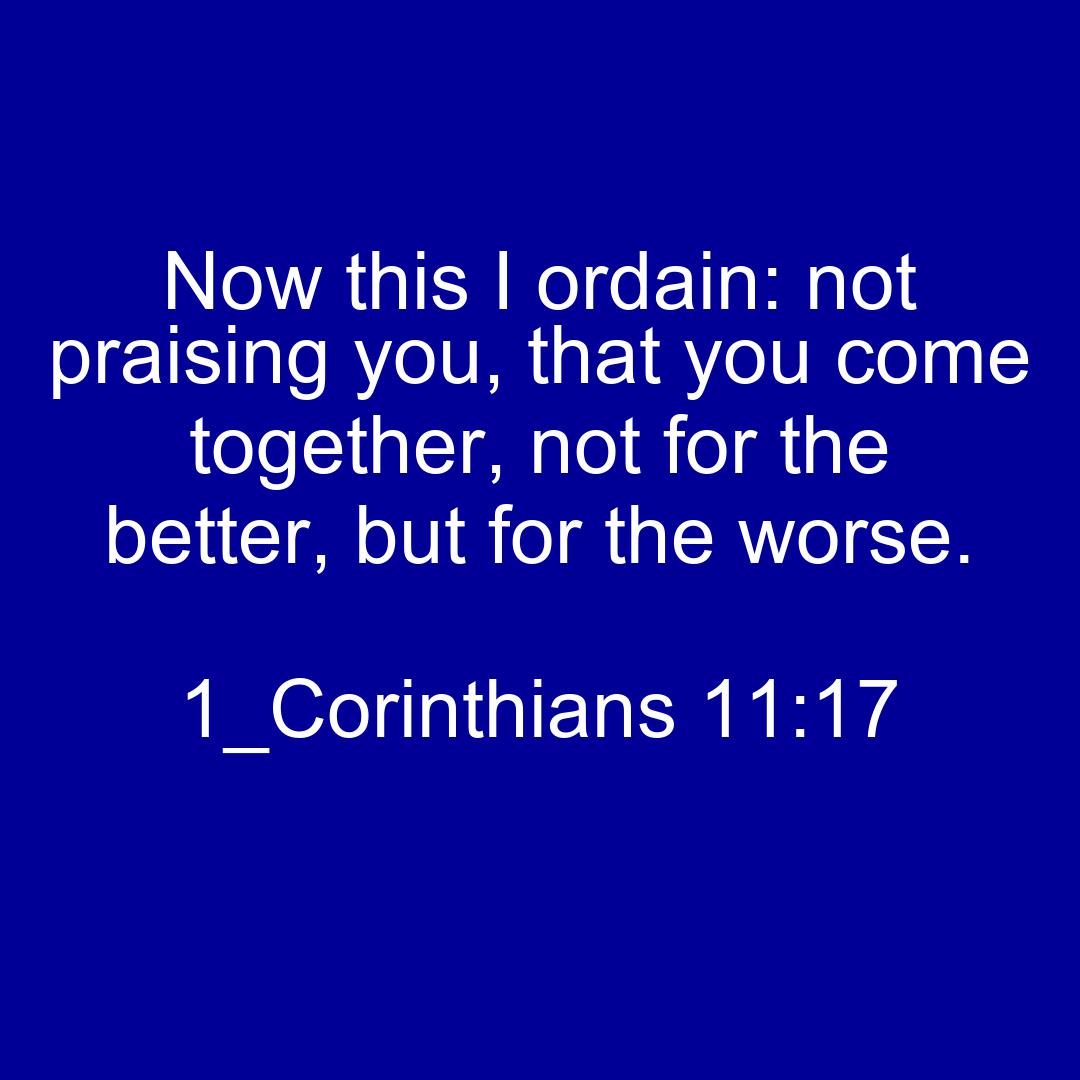 Now this I ordain: not
praising you, that you come
together, not for the
better, but for the worse.
1_Corinthians 11:17